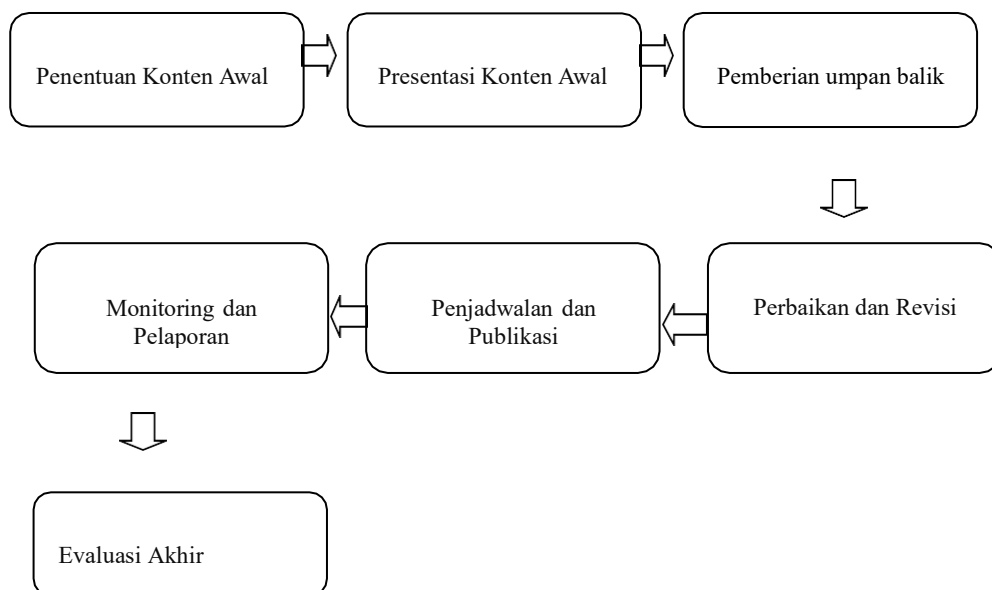 Penentuan Konten Awal
Presentasi Konten Awal
Pemberian umpan balik
Perbaikan dan Revisi
Penjadwalan dan
Publikasi
Monitoring dan
Pelaporan
Evaluasi Akhir